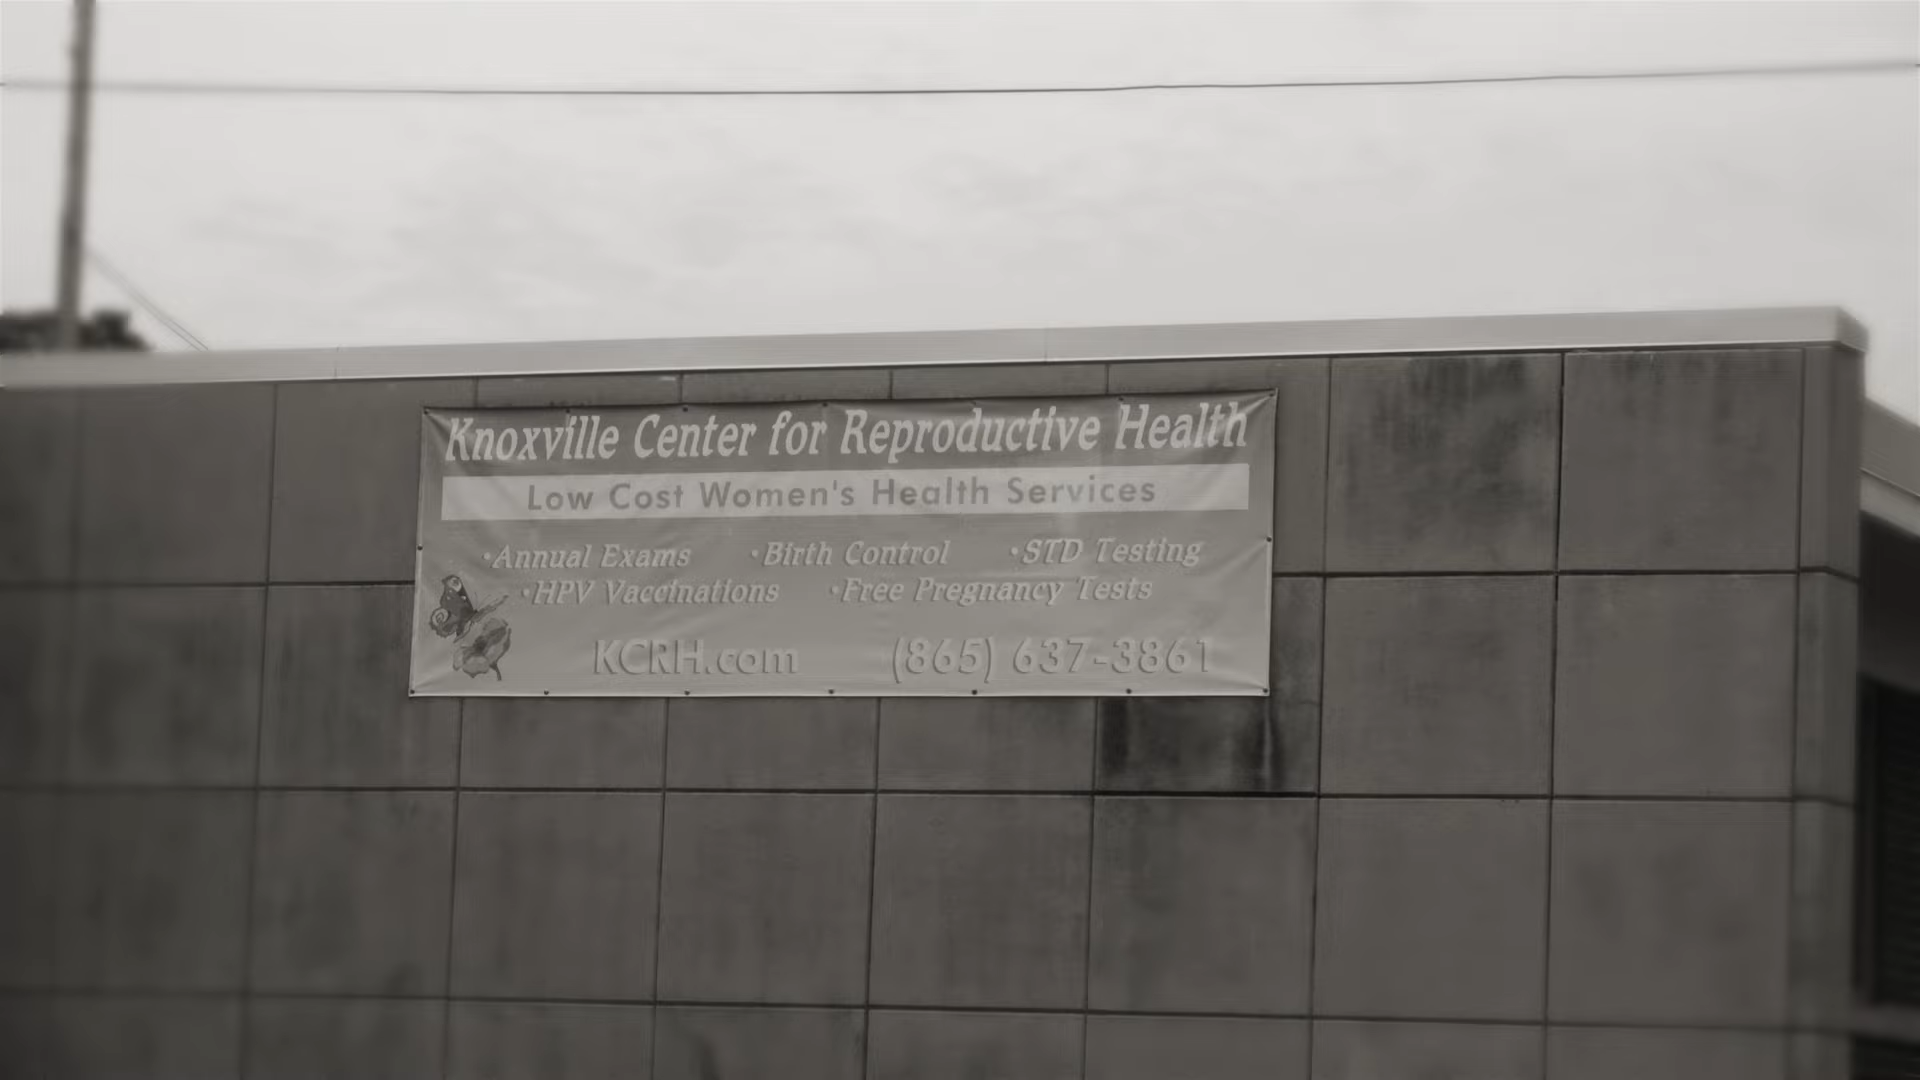 Knoxville Center for Reproductive Health
Low Cost Women's Health Services
•Annual Exams •Birth Control •STD Testing
•HPV Vaccinations •Free Pregnancy Tests
KCRH.com (865) 637-3861